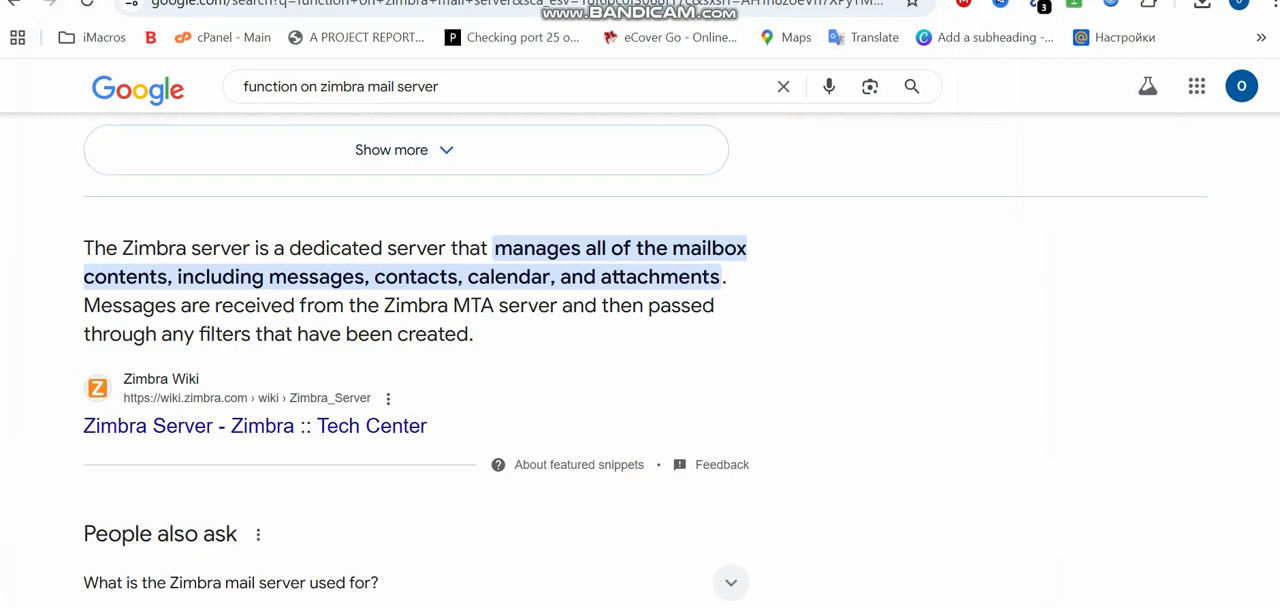 www.BANDICAM.com
iMacros
cPanel - Main
A PROJECT REPORT...
Checking port 25 o...
eCover Go - Online...
Maps
Translate
Add a subheading -...
Настройки
Google
function on zimbra mail server
O
Show more
The Zimbra server is a dedicated server that manages all of the mailbox
contents, including messages, contacts, calendar, and attachments.
Messages are received from the Zimbra MTA server and then passed
through any filters that have been created.
Zimbra Wiki
https://wiki.zimbra.com › wiki › Zimbra_Server
Zimbra Server - Zimbra :: Tech Center
About featured snippets • Feedback
People also ask
What is the Zimbra mail server used for?